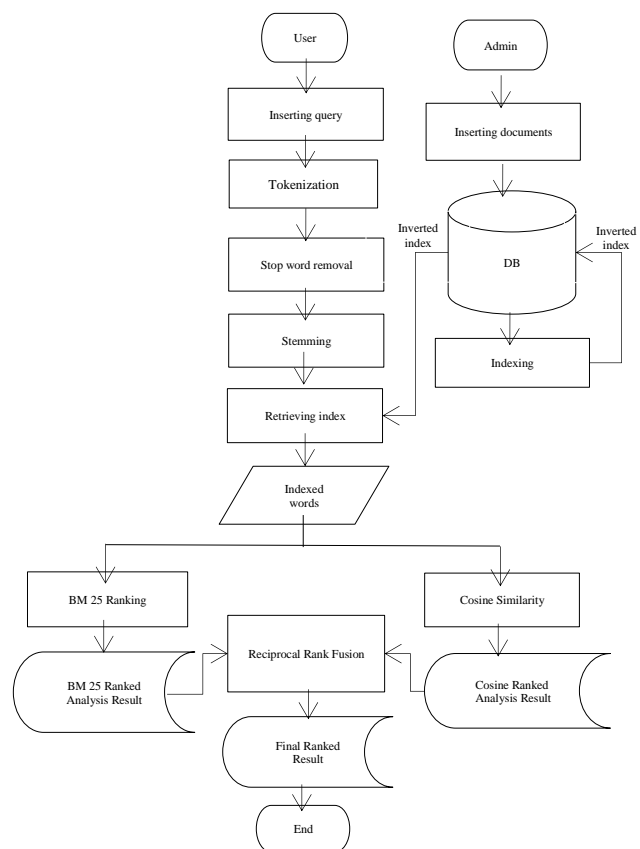 User
Admin
Inserting query
Inserting documents
Tokenization
Inverted
index
Inverted
index
Stop word removal
DB
Stemming
Indexing
Retrieving index
Indexed
words
BM 25 Ranking
Cosine Similarity
Reciprocal Rank Fusion
BM 25 Ranked
Analysis Result
Cosine Ranked
Analysis Result
Final Ranked
Result
End